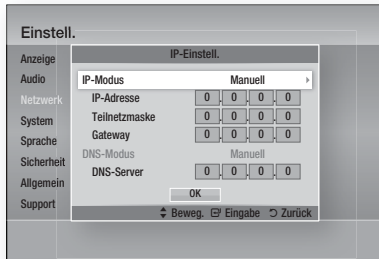 Einstell.
Anzeige
Audio
Netzwerk
System
Sprache
Sicherheit
Allgemein
Support
IP-Einstell.
IP-Modus Manuell
IP-Adresse 0 . 0 . 0 . 0
Teilnetzmaske 0 . 0 . 0 . 0
Gateway 0 . 0 . 0 . 0
DNS-Modus Manuell
DNS-Server 0 . 0 . 0 . 0
OK
Beweg. Eingabe Zurück